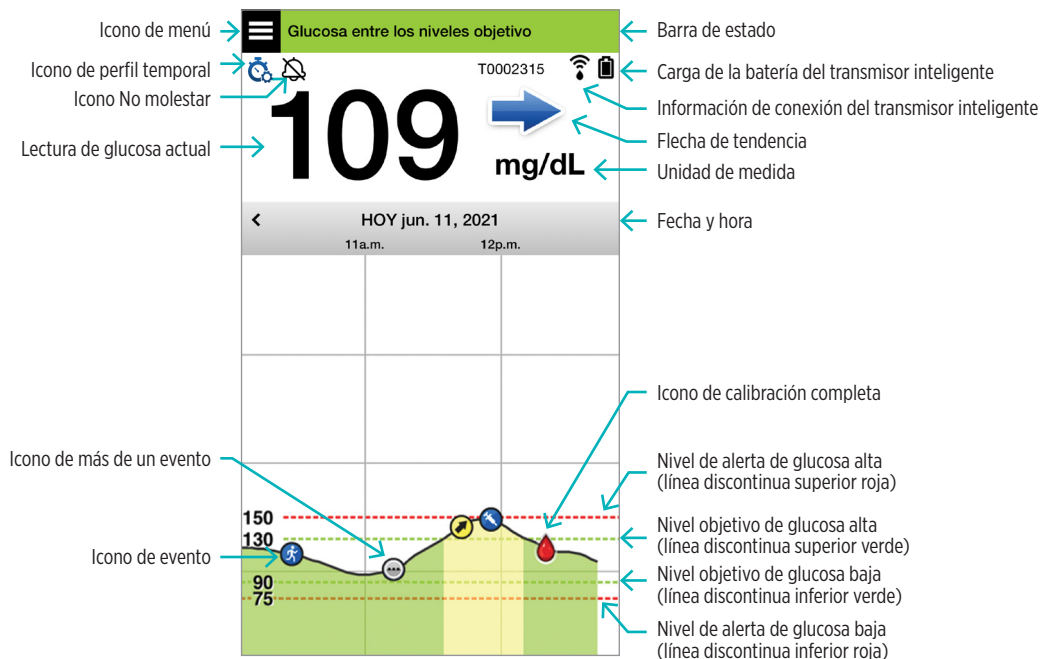 Icono de menú
Icono de perfil temporal
Icono No molestar
Lectura de glucosa actual
Icono de más de un evento
Icono de evento
Glucosa entre los niveles objetivo
T0002315
109
mg/dL
HOY jun. 11, 2021
11a.m.
12p.m.
150
130
90
75
Barra de estado
Carga de la batería del transmisor inteligente
Información de conexión del transmisor inteligente
Flecha de tendencia
Unidad de medida
Fecha y hora
Icono de calibración completa
Nivel de alerta de glucosa alta
(línea discontinua superior roja)
Nivel objetivo de glucosa alta
(línea discontinua superior verde)
Nivel objetivo de glucosa baja
(línea discontinua inferior verde)
Nivel de alerta de glucosa baja
(línea discontinua inferior roja)